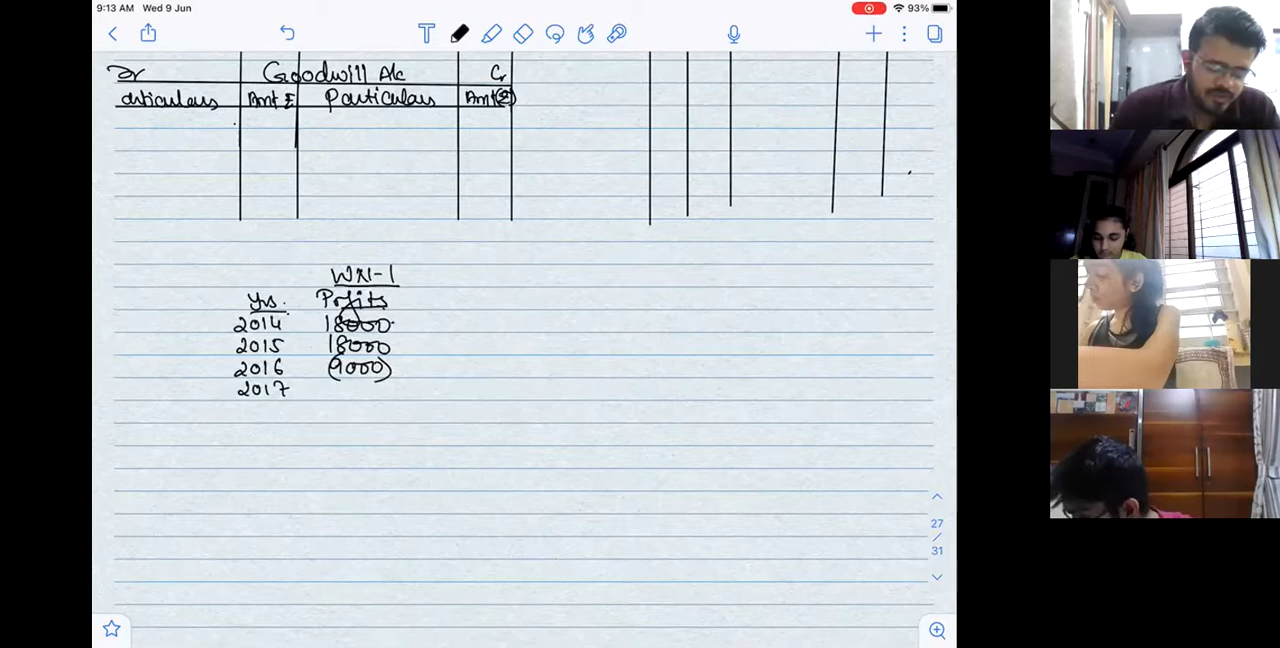 9:13 AM Wed 9 Jun
93%
Dr Goodwill A/c Cr
articulars Amt ₹ Particulars Amt(₹)
WN-1
Yrs. Profits
2014 18000
2015 18000
2016 (9000)
2017
27
/
31